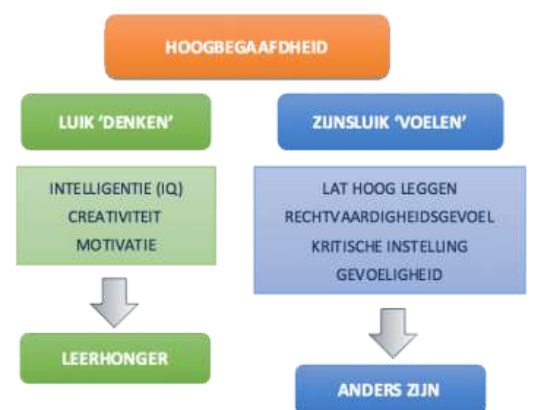 HOOGBEGAAFDHEID
LUIK 'DENKEN'
INTELLIGENTIE (IQ)
CREATIVITEIT
MOTIVATIE
LEERHONGER
ZIJNSLUIK 'VOELEN'
LAT HOOG LEGGEN
RECHTVAARDIGHEIDSGEVOEL
KRITISCHE INSTELLING
GEVOELIGHEID
ANDERS ZIJN